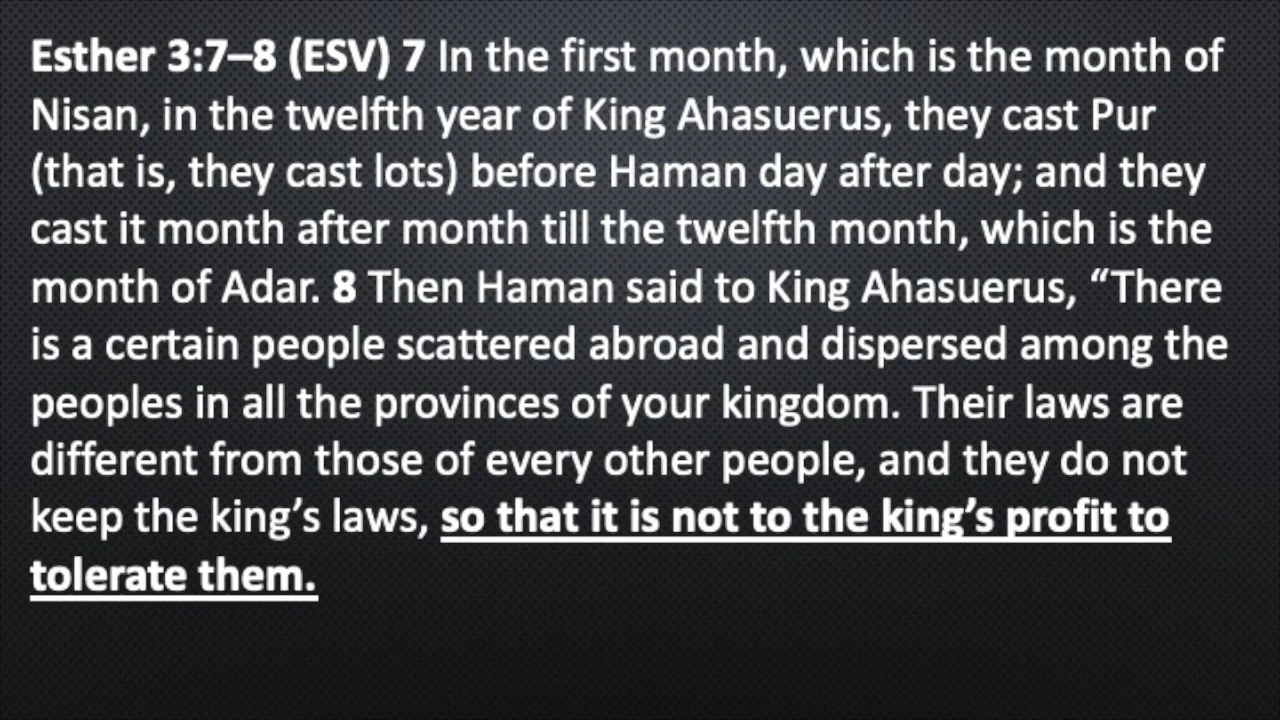 Esther 3:7–8 (ESV) 7 In the first month, which is the month of
Nisan, in the twelfth year of King Ahasuerus, they cast Pur
(that is, they cast lots) before Haman day after day; and they
cast it month after month till the twelfth month, which is the
month of Adar. 8 Then Haman said to King Ahasuerus, “There
is a certain people scattered abroad and dispersed among the
peoples in all the provinces of your kingdom. Their laws are
different from those of every other people, and they do not
keep the king’s laws, so that it is not to the king’s profit to
tolerate them.